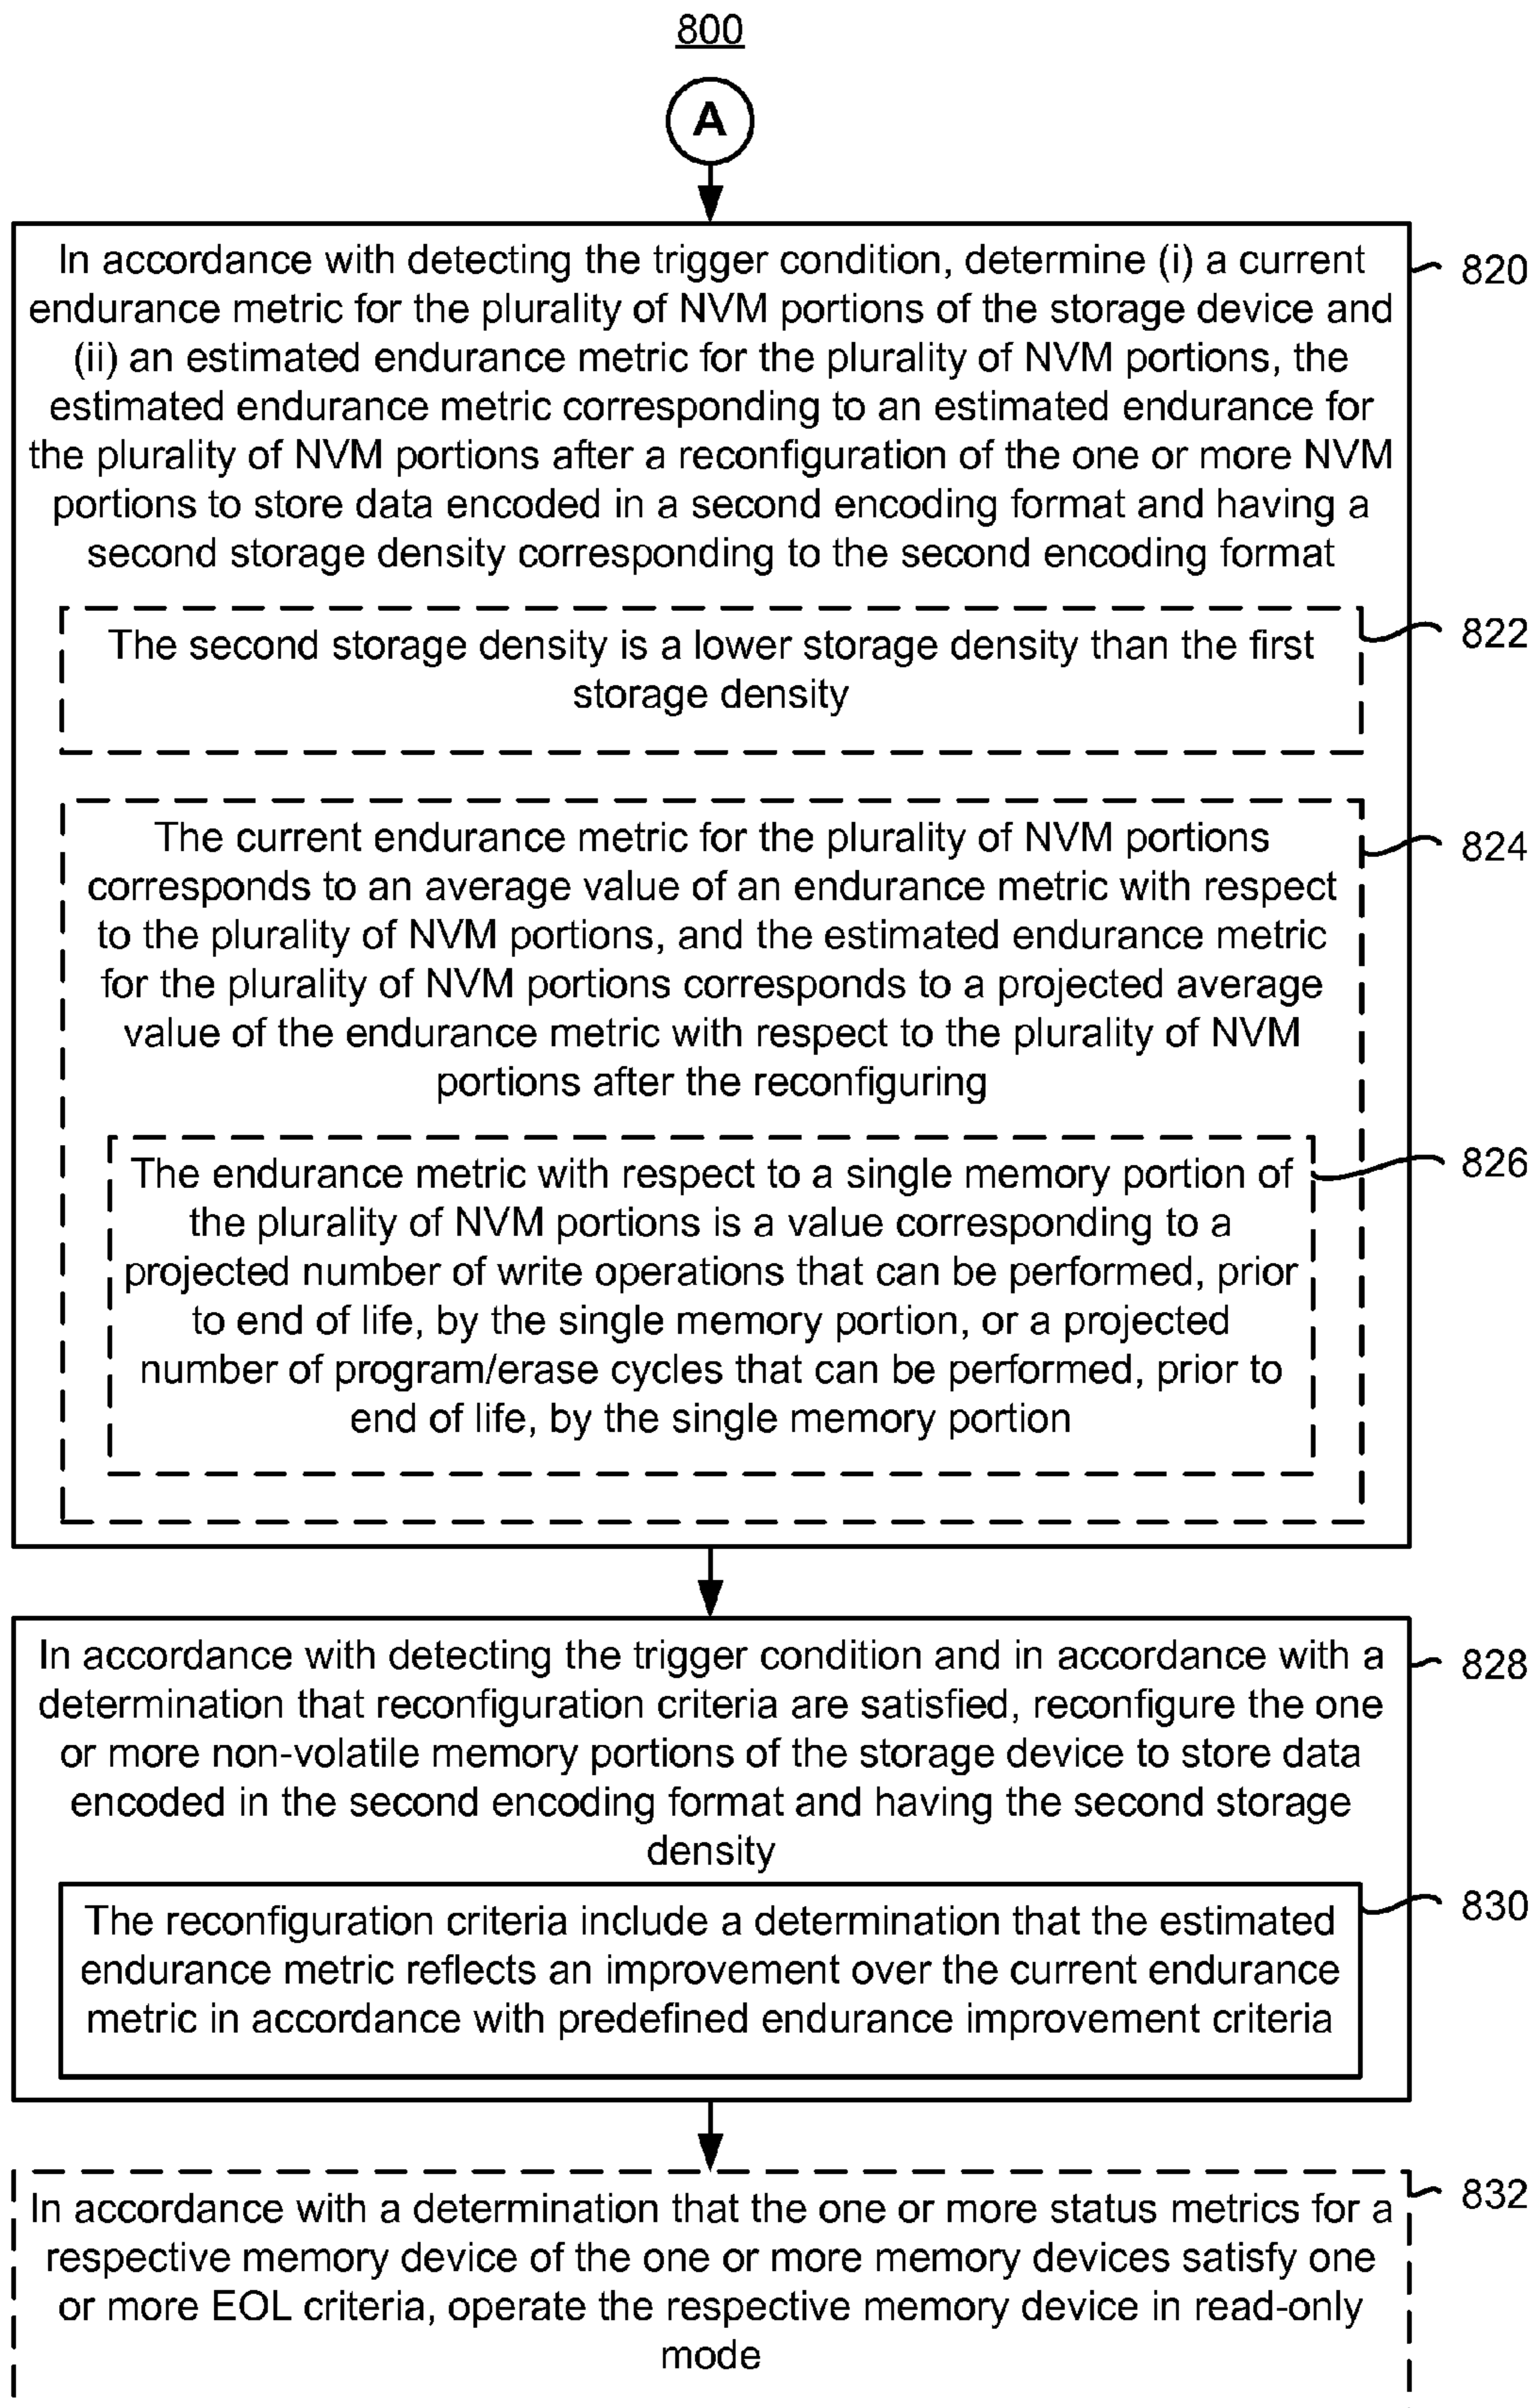 800
A
In accordance with detecting the trigger condition, determine (i) a current
endurance metric for the plurality of NVM portions of the storage device and
(ii) an estimated endurance metric for the plurality of NVM portions, the
estimated endurance metric corresponding to an estimated endurance for
the plurality of NVM portions after a reconfiguration of the one or more NVM
portions to store data encoded in a second encoding format and having a
second storage density corresponding to the second encoding format
820
The second storage density is a lower storage density than the first
storage density
822
The current endurance metric for the plurality of NVM portions
corresponds to an average value of an endurance metric with respect
to the plurality of NVM portions, and the estimated endurance metric
for the plurality of NVM portions corresponds to a projected average
value of the endurance metric with respect to the plurality of NVM
portions after the reconfiguring
824
The endurance metric with respect to a single memory portion of
the plurality of NVM portions is a value corresponding to a
projected number of write operations that can be performed, prior
to end of life, by the single memory portion, or a projected
number of program/erase cycles that can be performed, prior to
end of life, by the single memory portion
826
In accordance with detecting the trigger condition and in accordance with a
determination that reconfiguration criteria are satisfied, reconfigure the one
or more non-volatile memory portions of the storage device to store data
encoded in the second encoding format and having the second storage
density
828
The reconfiguration criteria include a determination that the estimated
endurance metric reflects an improvement over the current endurance
metric in accordance with predefined endurance improvement criteria
830
In accordance with a determination that the one or more status metrics for a
respective memory device of the one or more memory devices satisfy one
or more EOL criteria, operate the respective memory device in read-only
mode
832